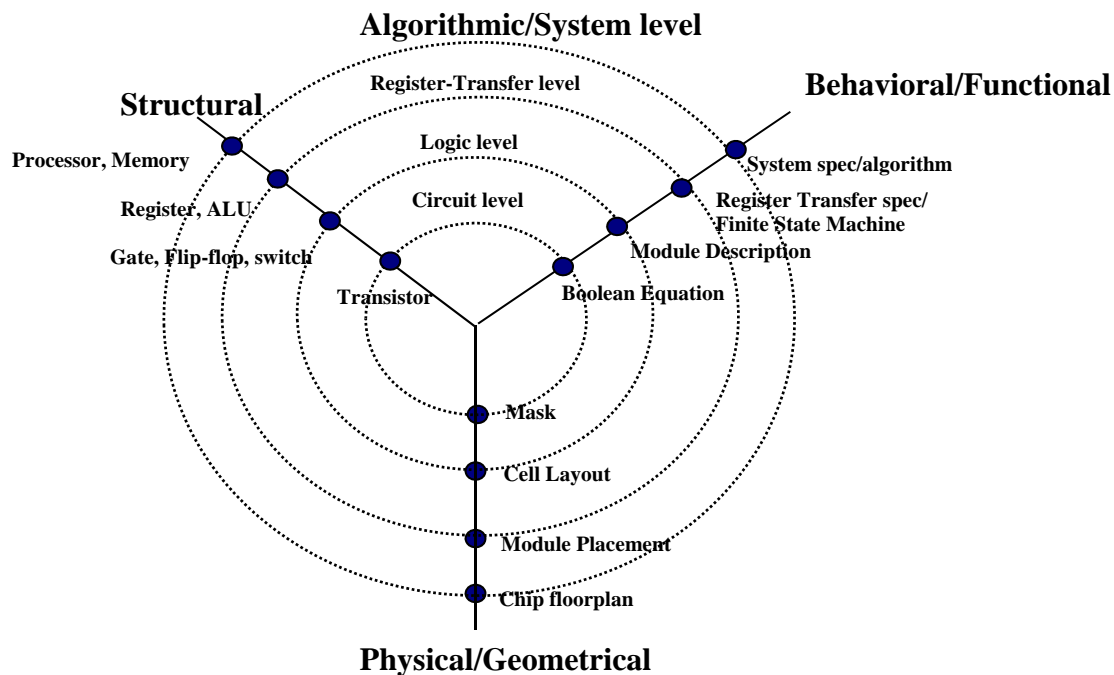 Algorithmic/System level
Register-Transfer level
Behavioral/Functional
Structural
Logic level
Processor, Memory
System spec/algorithm
Circuit level
Register, ALU
Register Transfer spec/
Finite State Machine
Gate, Flip-flop, switch
Module Description
Transistor
Boolean Equation
Mask
Cell Layout
Module Placement
Chip floorplan
Physical/Geometrical